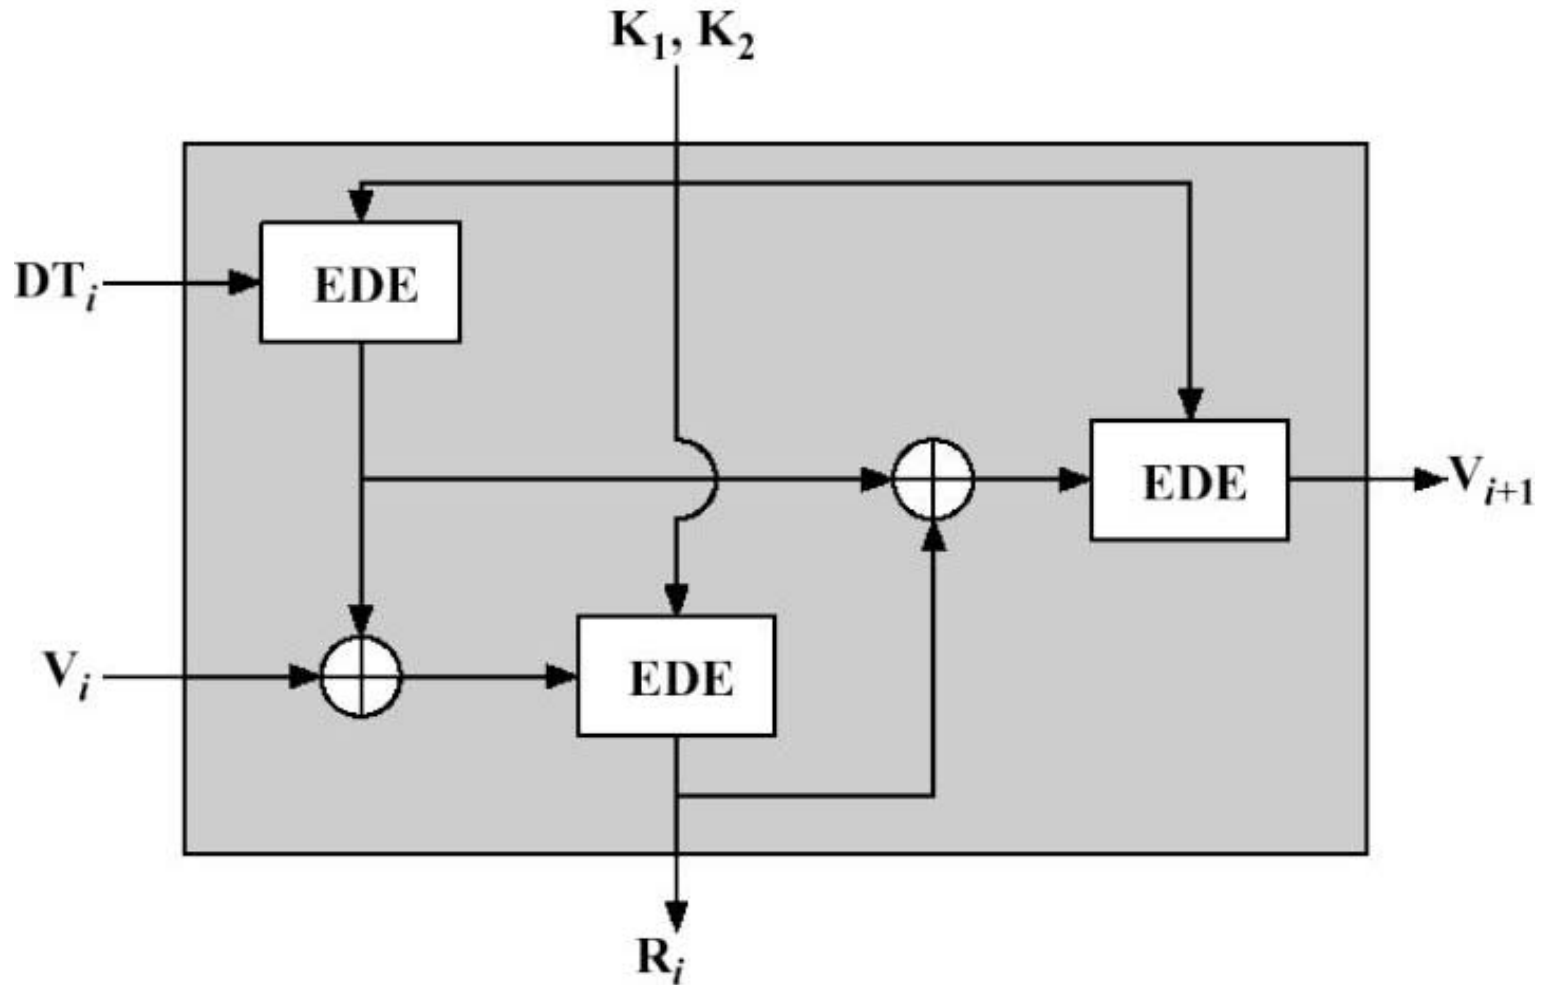 K₁, K₂
EDE
DTᵢ
EDE
Vᵢ₊₁
EDE
Vᵢ
Rᵢ